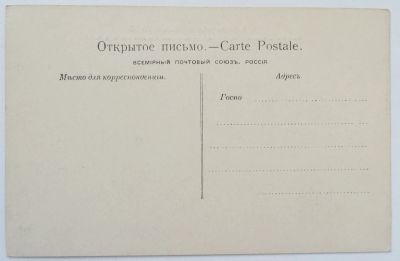 Открытое письмо.—Carte Postale.
ВСЕМІРНЫЙ ПОЧТОВЫЙ СОЮЗЪ, РОССІЯ
Мѣсто для корреспонденціи.
Адресъ
Госпо